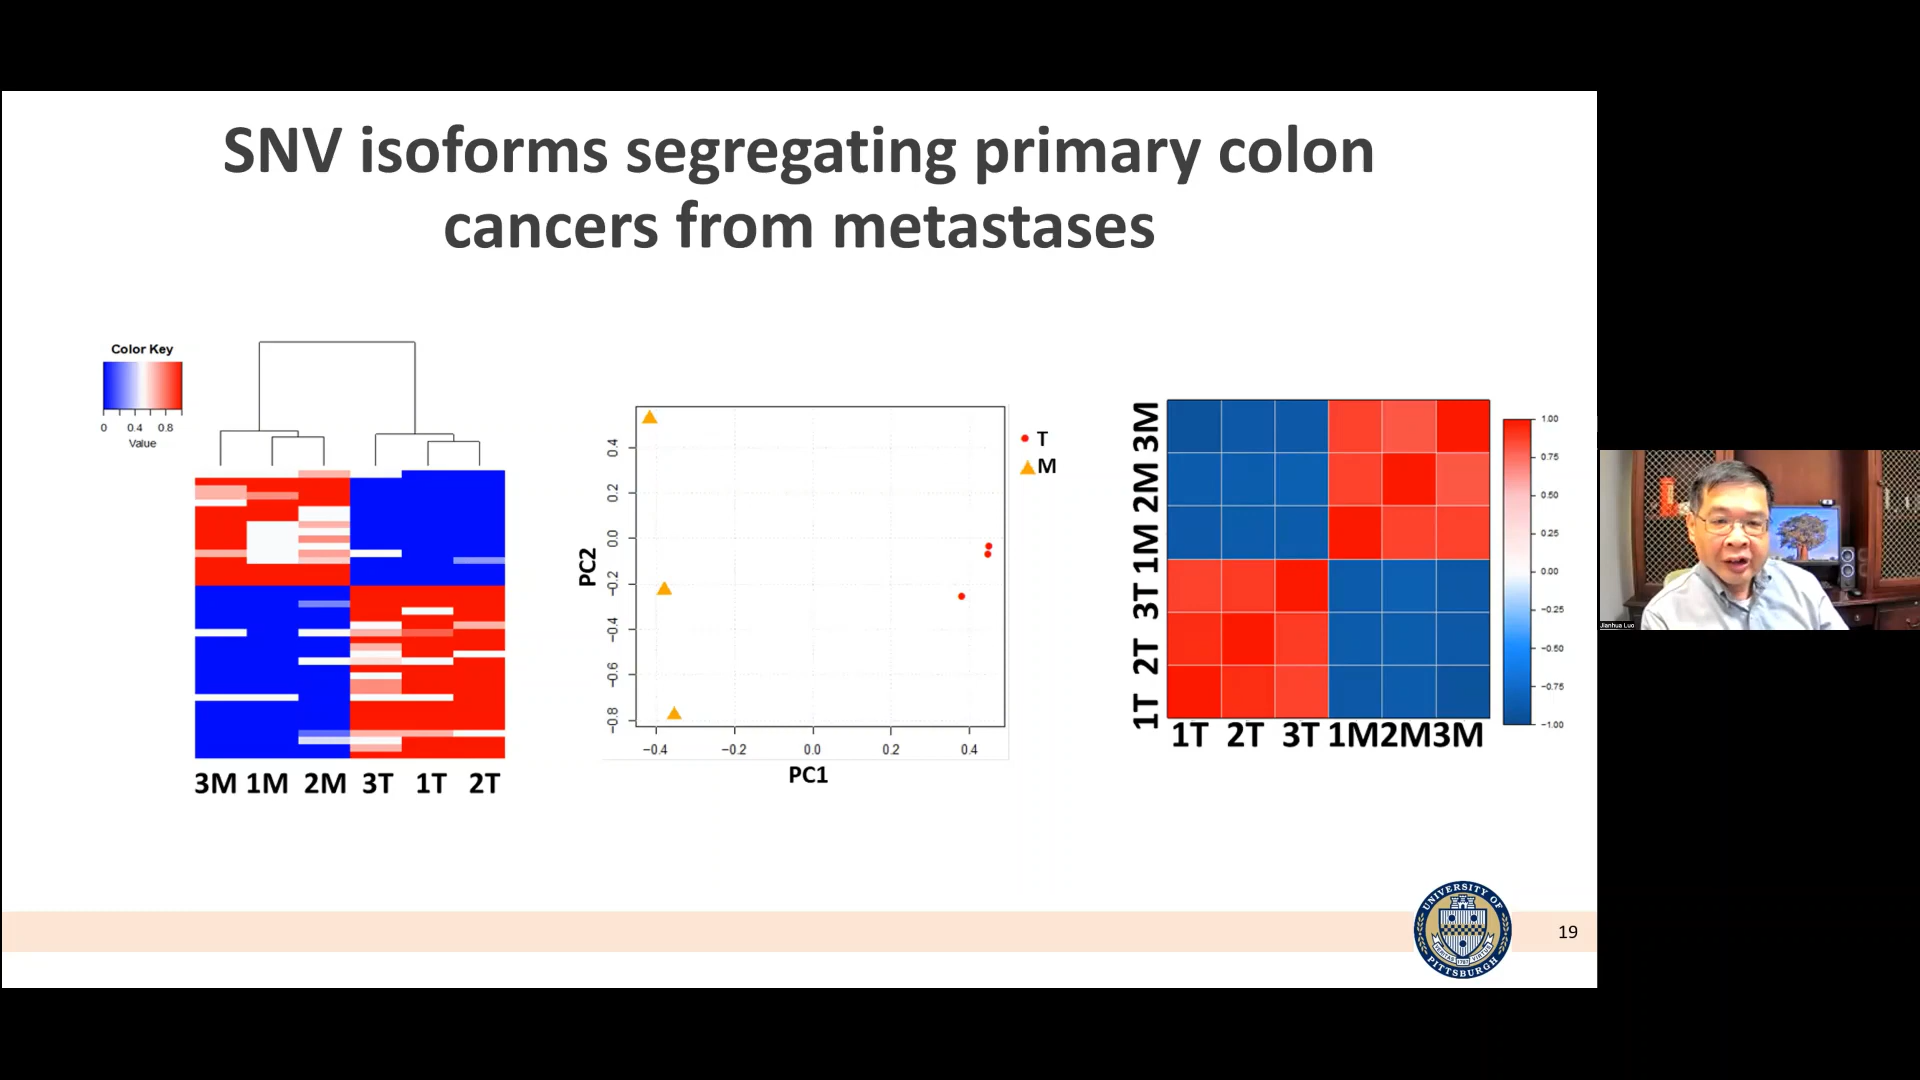 SNV isoforms segregating primary colon
cancers from metastases
Color Key
0 0.4 0.8
Value
3M 1M 2M 3T 1T 2T
PC2
0.4
0.2
0.0
−0.2
−0.4
−0.6
−0.8
−0.4 −0.2 0.0 0.2 0.4
PC1
T
M
3M
2M
1M
3T
2T
1T
1T 2T 3T 1M2M3M
1.00
0.75
0.50
0.25
0.00
−0.25
−0.50
−0.75
−1.00
UNIVERSITY OF
PITTSBURGH
19
Jianhua Luo